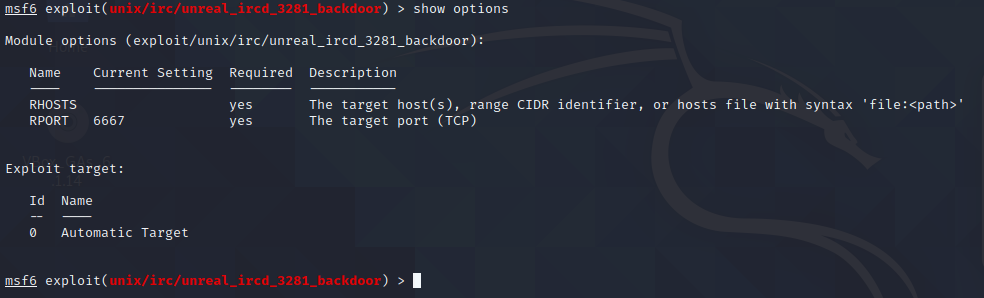 msf6 exploit(unix/irc/unreal_ircd_3281_backdoor) > show options
Module options (exploit/unix/irc/unreal_ircd_3281_backdoor):
Name Current Setting Required Description
---- --------------- -------- -----------
RHOSTS yes The target host(s), range CIDR identifier, or hosts file with syntax 'file:<path>'
RPORT 6667 yes The target port (TCP)
Exploit target:
Id Name
-- ----
0 Automatic Target
msf6 exploit(unix/irc/unreal_ircd_3281_backdoor) >